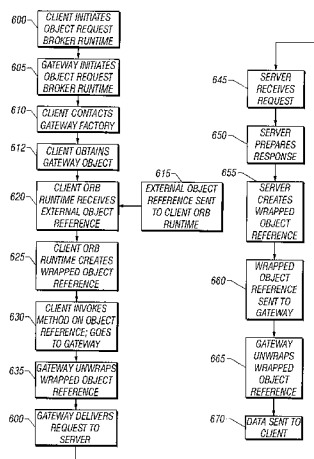 600
CLIENT INITIATES
OBJECT REQUEST
BROKER RUNTIME
605
GATEWAY INITIATES
OBJECT REQUEST
BROKER RUNTIME
610
CLIENT CONTACTS
GATEWAY FACTORY
612
CLIENT OBTAINS
GATEWAY OBJECT
615
EXTERNAL OBJECT
REFERENCE SENT
TO CLIENT ORB
RUNTIME
620
CLIENT ORB
RUNTIME RECEIVES
EXTERNAL OBJECT
REFERENCE
625
CLIENT ORB
RUNTIME CREATES
WRAPPED OBJECT
REFERENCE
630
CLIENT INVOKES
METHOD ON OBJECT
REFERENCE; GOES
TO GATEWAY
635
GATEWAY UNWRAPS
WRAPPED OBJECT
REFERENCE
600
GATEWAY DELIVERS
REQUEST TO
SERVER
645
SERVER
RECEIVES
REQUEST
650
SERVER
PREPARES
RESPONSE
655
SERVER
CREATES
WRAPPED
OBJECT
REFERENCE
660
WRAPPED
OBJECT
REFERENCE
SENT TO
GATEWAY
665
GATEWAY
UNWRAPS
WRAPPED
OBJECT
REFERENCE
670
DATA SENT TO
CLIENT